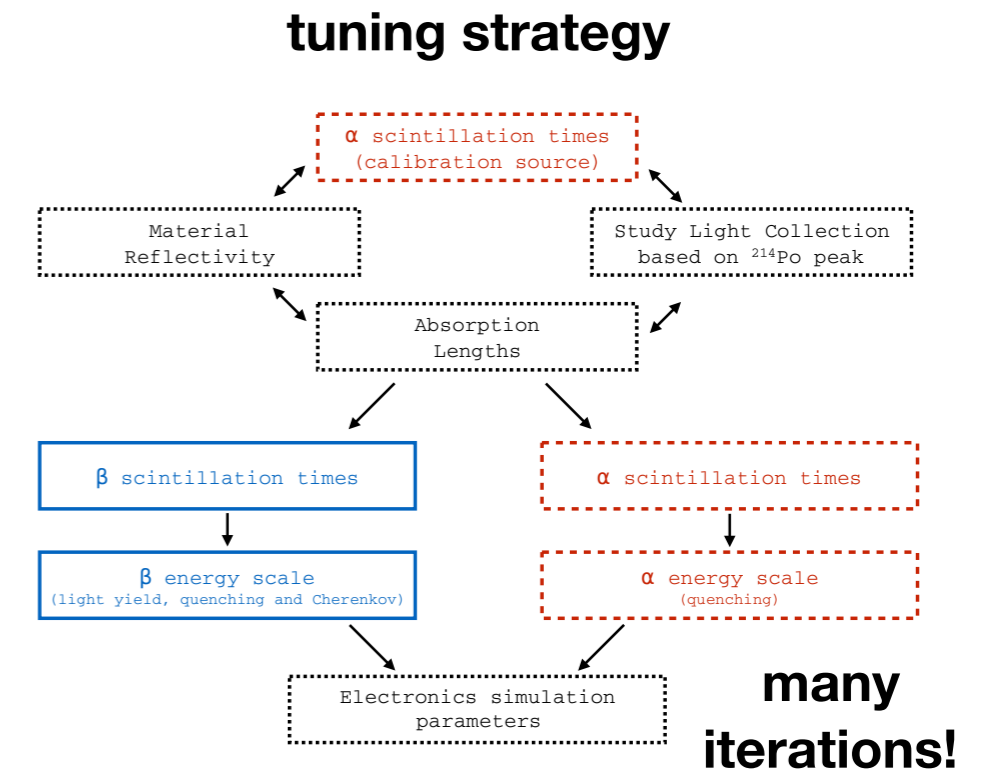 tuning strategy
α scintillation times
(calibration source)
Material
Reflectivity
Study Light Collection
based on ²¹⁴Po peak
Absorption
Lengths
β scintillation times
α scintillation times
β energy scale
(light yield, quenching and Cherenkov)
α energy scale
(quenching)
Electronics simulation
parameters
many
iterations!